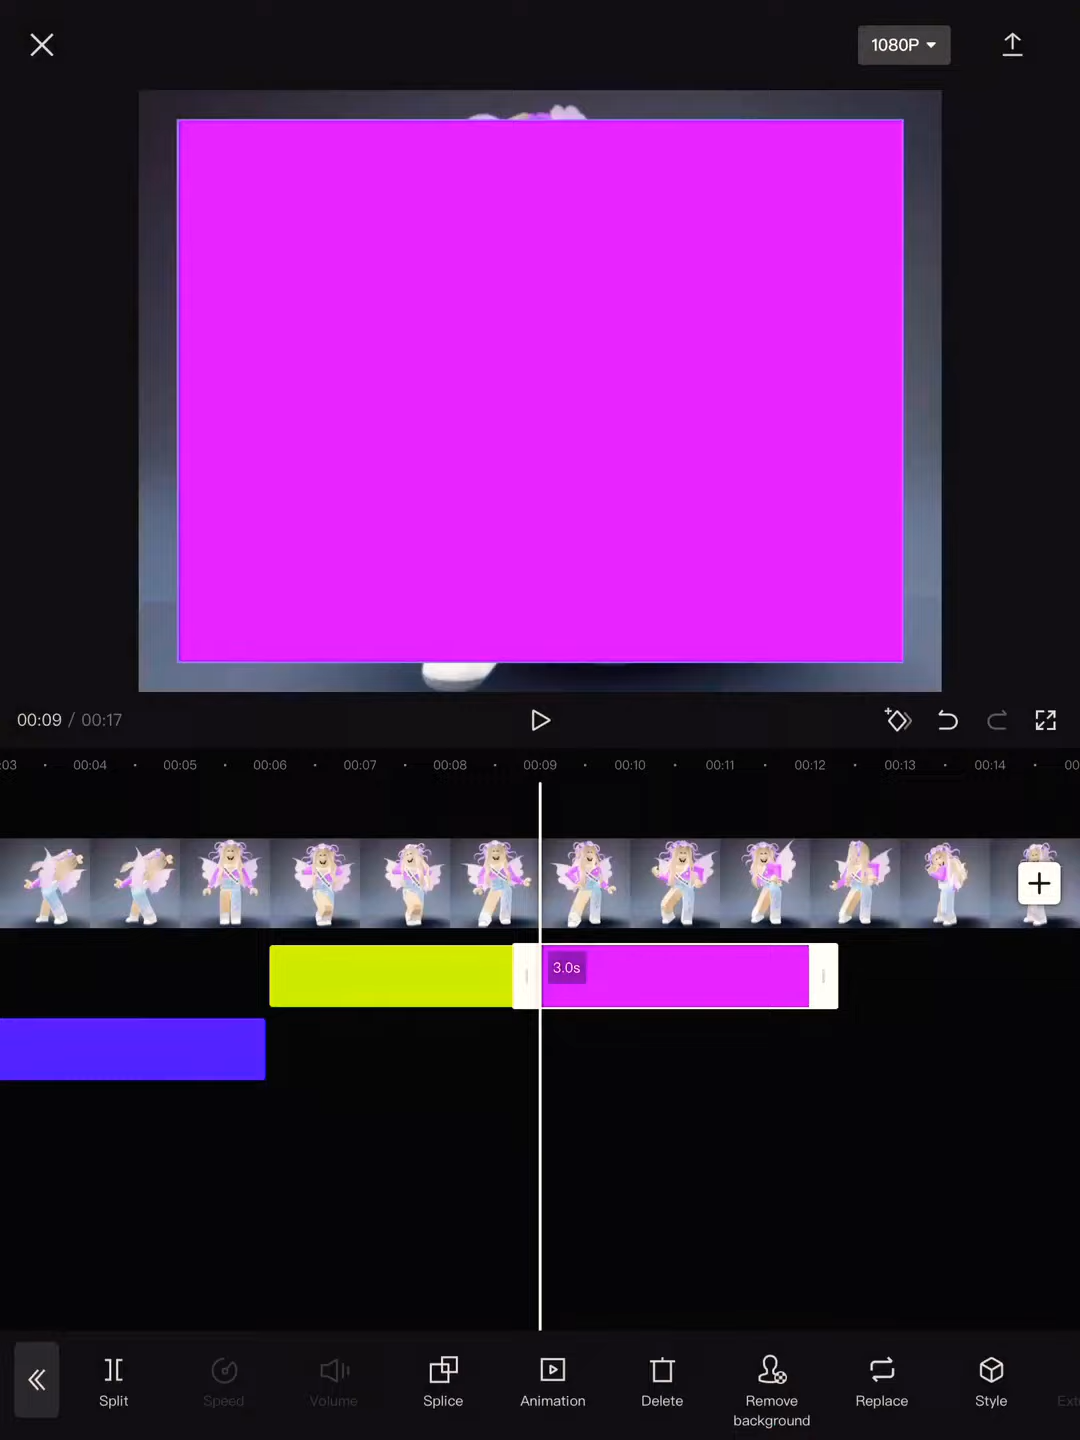 1080P
00:09 / 00:17
:03 00:04 00:05 00:06 00:07 00:08 00:09 00:10 00:11 00:12 00:13 00:14 00
3.0s
Split Speed Volume Splice Animation Delete Remove background Replace Style Ext